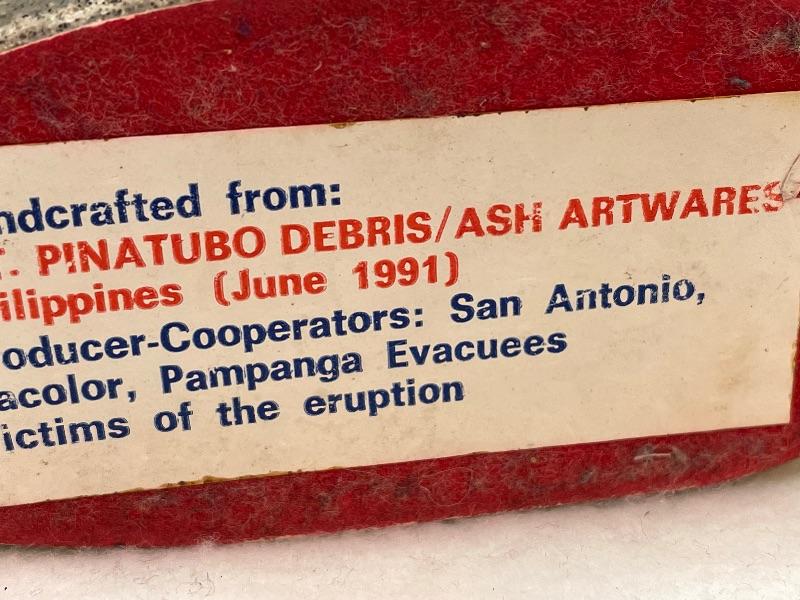 ndcrafted from:
T. PINATUBO DEBRIS/ASH ARTWARES
ilippines (June 1991)
oducer-Cooperators: San Antonio,
acolor, Pampanga Evacuees
ictims of the eruption